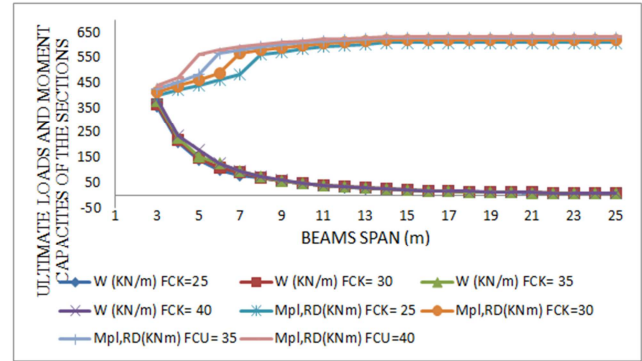 ULTIMATE LOADS AND MOMENT
CAPACITES OF THE SECTIONS
650
550
450
350
250
150
50
-50
1 3 5 7 9 11 13 15 17 19 21 23 25
BEAMS SPAN (m)
W (KN/m) FCK=25 W (KN/m) FCK= 30 W (KN/m) FCK= 35
W (KN/m) FCK= 40 Mpl,RD(KNm) FCK= 25 Mpl,RD(KNm) FCK=30
Mpl,RD(KNm) FCU= 35 Mpl,RD(KNm) FCU=40